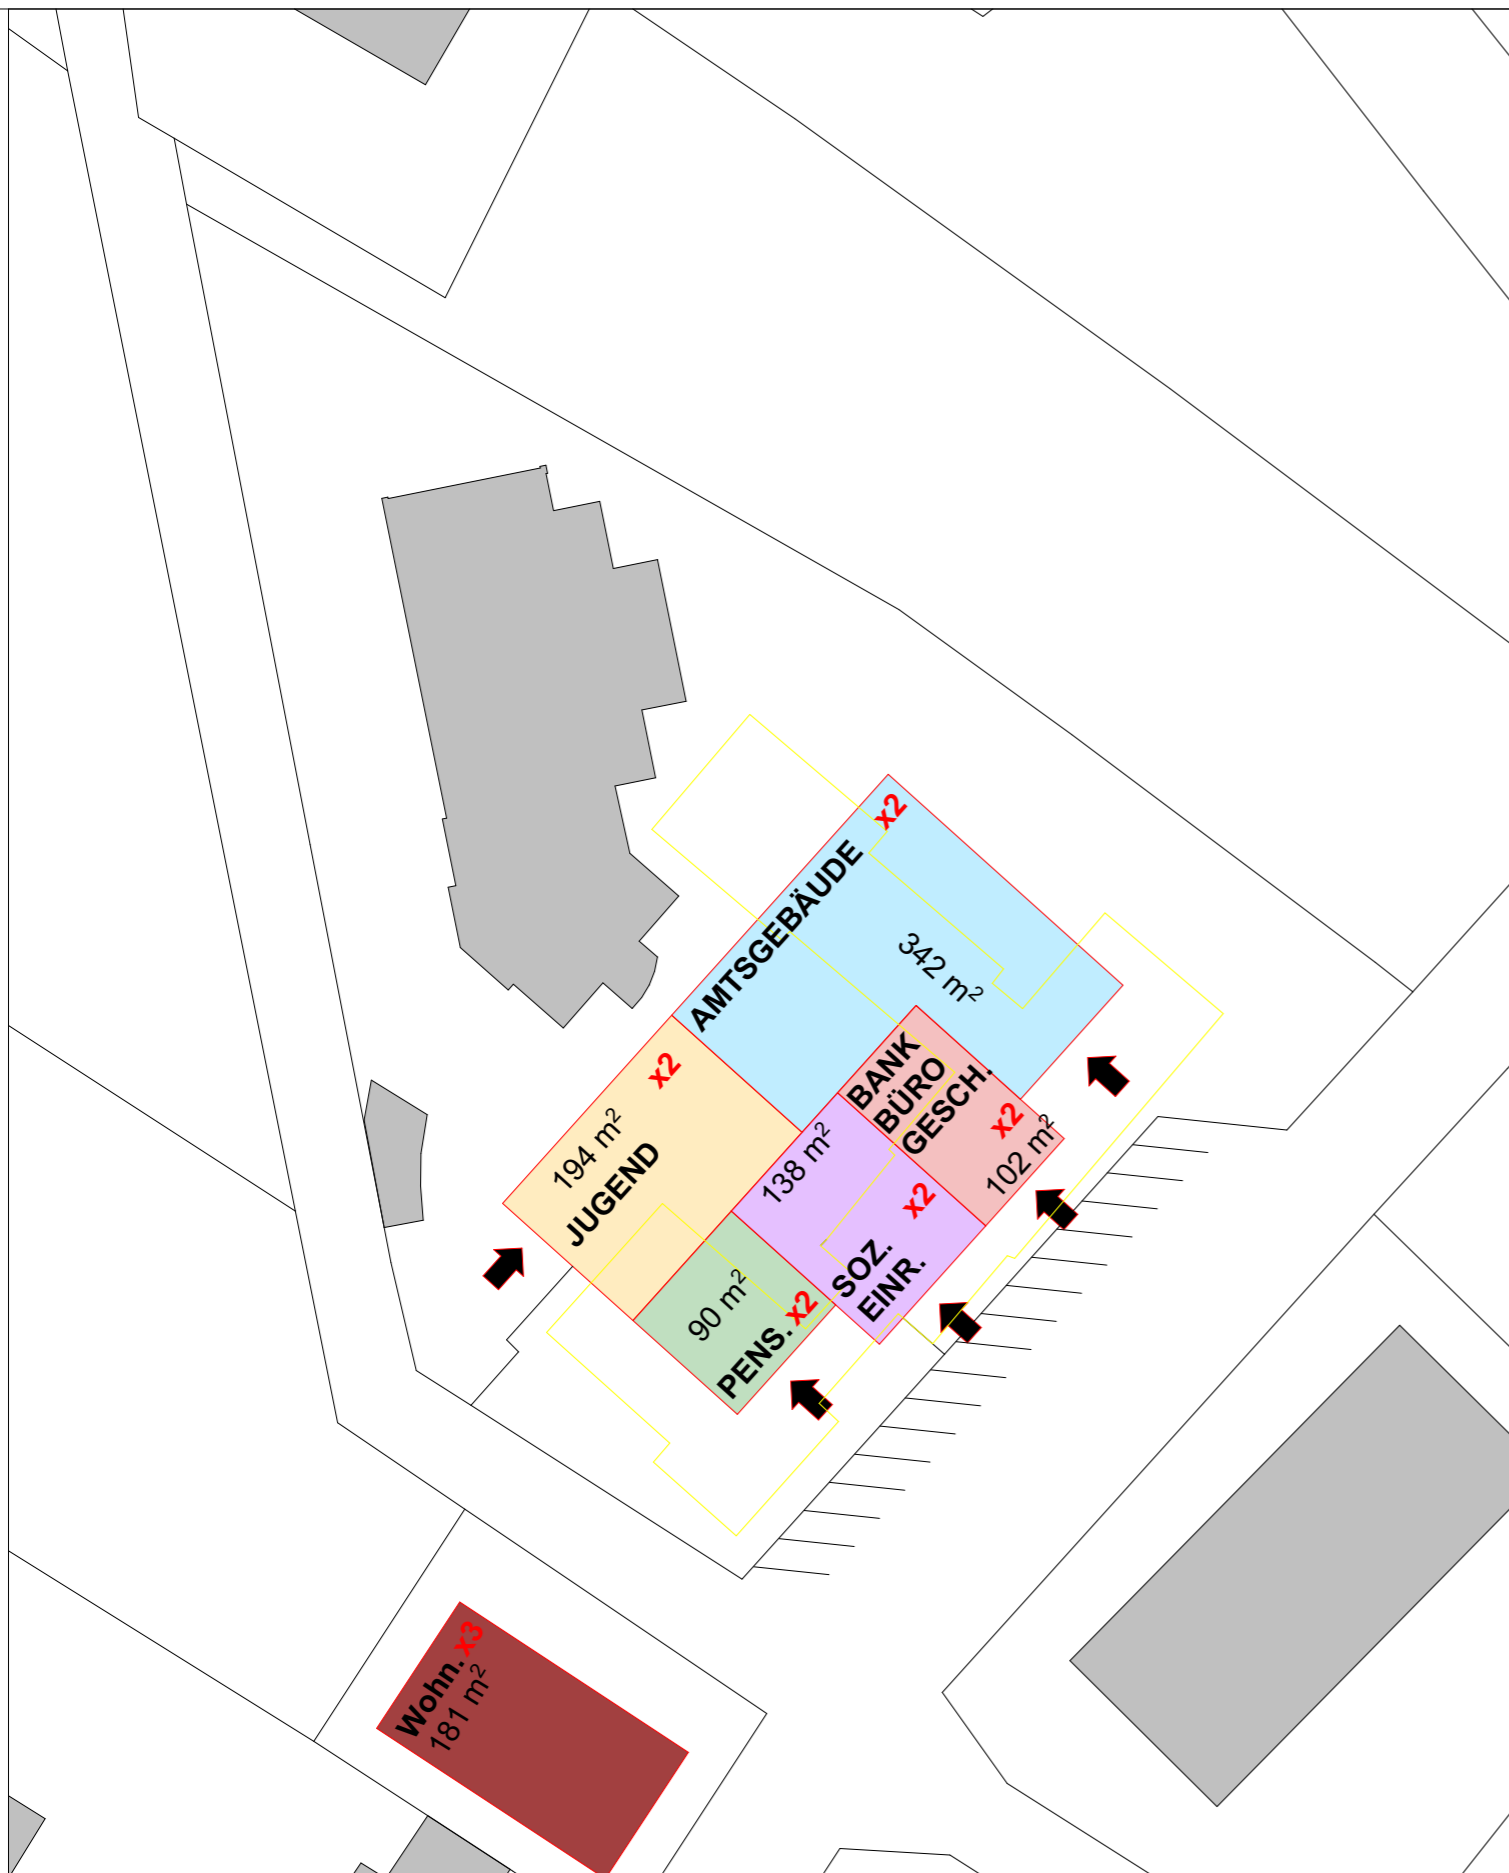 x2
AMTSGEBÄUDE
342 m²
x2
194 m²
JUGEND
BANK
BÜRO
GESCH.
x2
102 m²
138 m²
x2
SOZ.
EINR.
90 m²
x2
PENS.
Wohn. x3
181 m²